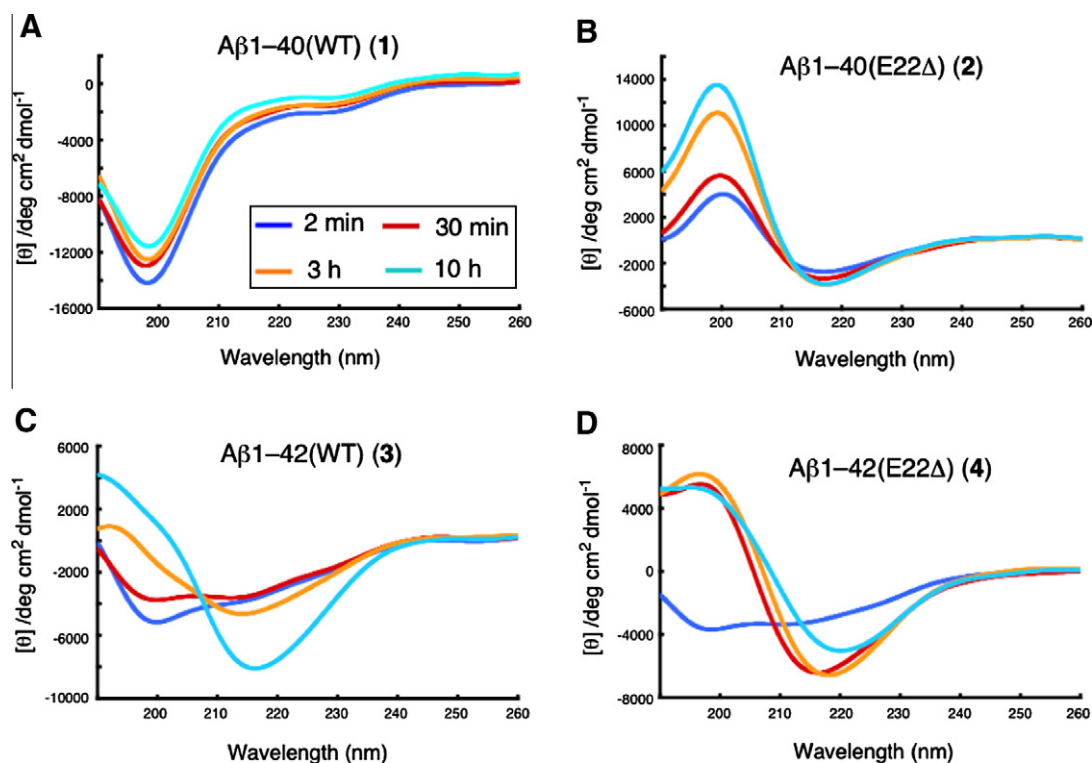 A
Aβ1–40(WT) (1)
[θ] /deg cm² dmol⁻¹
0
-4000
-8000
-12000
-16000
2 min
30 min
3 h
10 h
200 210 220 230 240 250 260
Wavelength (nm)
B
Aβ1–40(E22Δ) (2)
[θ] /deg cm² dmol⁻¹
14000
10000
6000
2000
-2000
-6000
200 210 220 230 240 250 260
Wavelength (nm)
C
Aβ1–42(WT) (3)
[θ] /deg cm² dmol⁻¹
6000
2000
-2000
-6000
-10000
200 210 220 230 240 250 260
Wavelength (nm)
D
Aβ1–42(E22Δ) (4)
[θ] /deg cm² dmol⁻¹
8000
4000
0
-4000
-8000
200 210 220 230 240 250 260
Wavelength (nm)